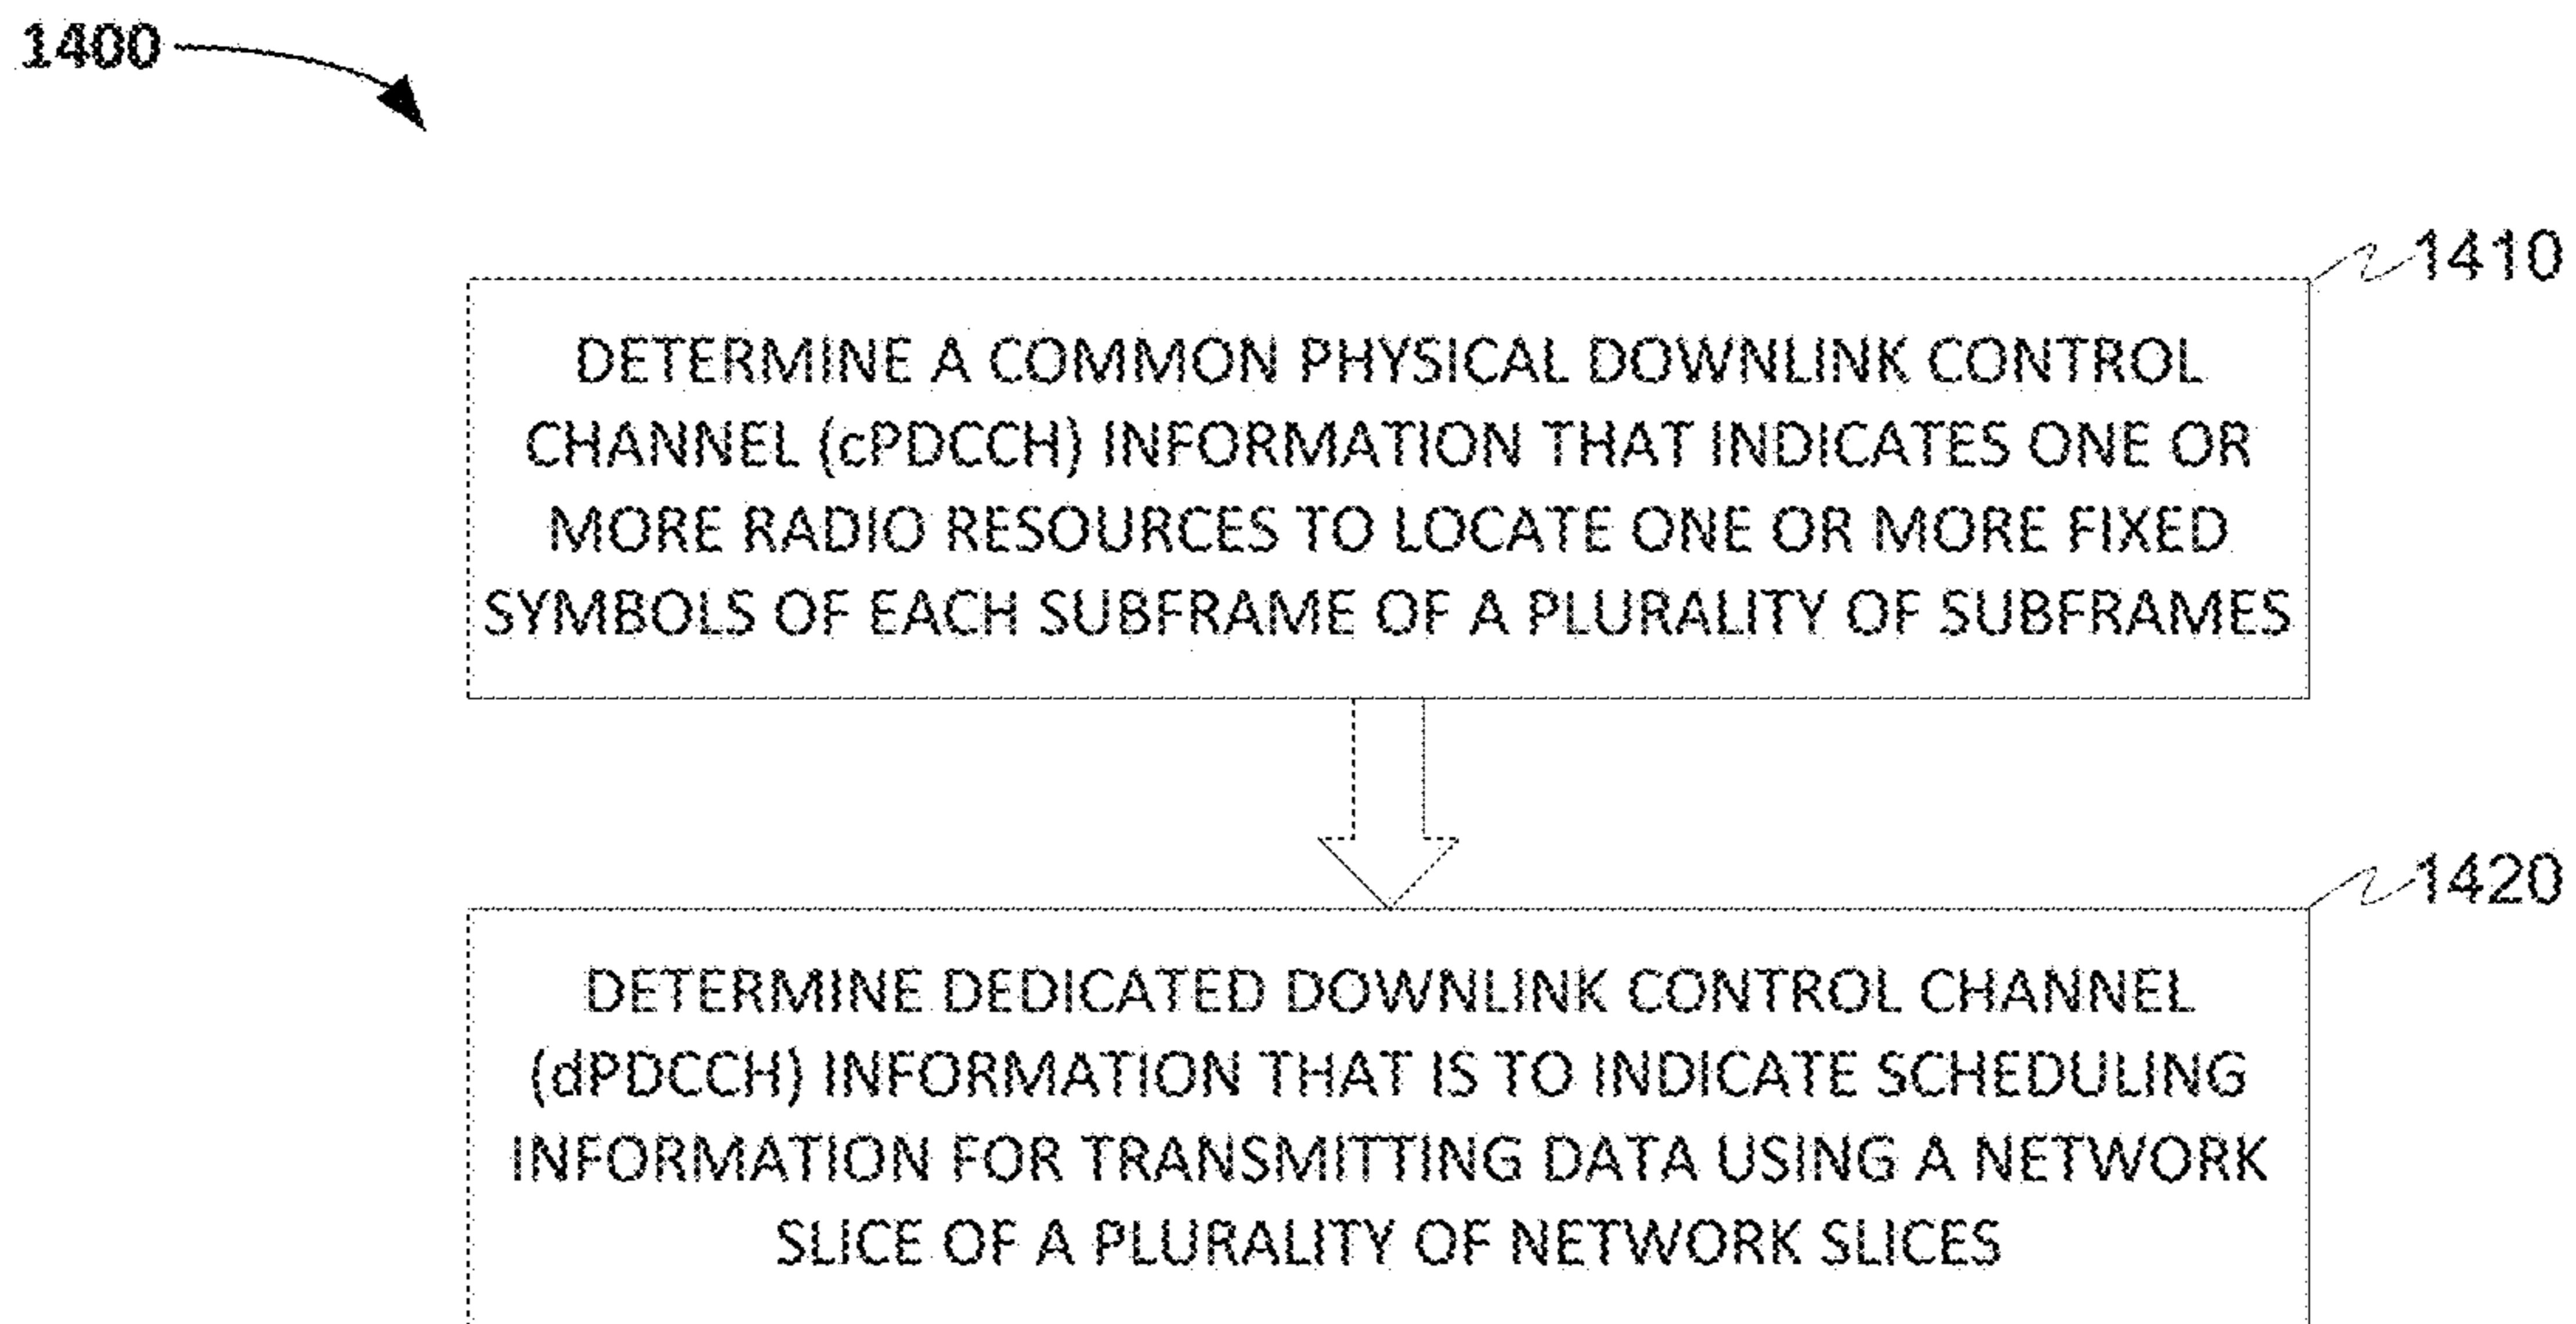 1400
1410
DETERMINE A COMMON PHYSICAL DOWNLINK CONTROL
CHANNEL (cPDCCH) INFORMATION THAT INDICATES ONE OR
MORE RADIO RESOURCES TO LOCATE ONE OR MORE FIXED
SYMBOLS OF EACH SUBFRAME OF A PLURALITY OF SUBFRAMES
1420
DETERMINE DEDICATED DOWNLINK CONTROL CHANNEL
(dPDCCH) INFORMATION THAT IS TO INDICATE SCHEDULING
INFORMATION FOR TRANSMITTING DATA USING A NETWORK
SLICE OF A PLURALITY OF NETWORK SLICES